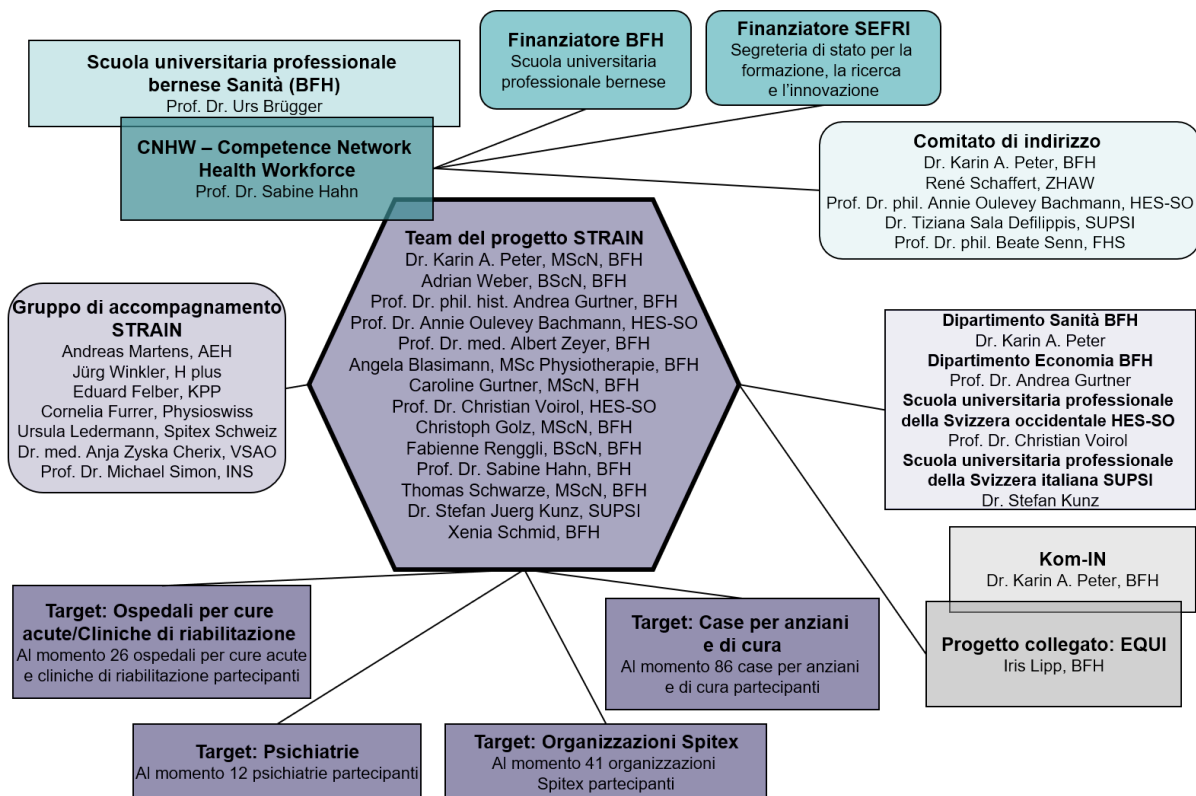 Scuola universitaria professionale
bernese Sanità (BFH)
Prof. Dr. Urs Brügger
CNHW – Competence Network
Health Workforce
Prof. Dr. Sabine Hahn
Finanziatore BFH
Scuola universitaria
professionale bernese
Finanziatore SEFRI
Segreteria di stato per la
formazione, la ricerca
e l'innovazione
Comitato di indirizzo
Dr. Karin A. Peter, BFH
René Schaffert, ZHAW
Prof. Dr. phil. Annie Oulevey Bachmann, HES-SO
Dr. Tiziana Sala Defilippis, SUPSI
Prof. Dr. phil. Beate Senn, FHS
Team del progetto STRAIN
Dr. Karin A. Peter, MScN, BFH
Adrian Weber, BScN, BFH
Prof. Dr. phil. hist. Andrea Gurtner, BFH
Prof. Dr. Annie Oulevey Bachmann, HES-SO
Prof. Dr. med. Albert Zeyer, BFH
Angela Blasimann, MSc Physiotherapie, BFH
Caroline Gurtner, MScN, BFH
Prof. Dr. Christian Voirol, HES-SO
Christoph Golz, MScN, BFH
Fabienne Renggli, BScN, BFH
Prof. Dr. Sabine Hahn, BFH
Thomas Schwarze, MScN, BFH
Dr. Stefan Juerg Kunz, SUPSI
Xenia Schmid, BFH
Gruppo di accompagnamento
STRAIN
Andreas Martens, AEH
Jürg Winkler, H plus
Eduard Felber, KPP
Cornelia Furrer, Physioswiss
Ursula Ledermann, Spitex Schweiz
Dr. med. Anja Zyska Cherix, VSAO
Prof. Dr. Michael Simon, INS
Dipartimento Sanità BFH
Dr. Karin A. Peter
Dipartimento Economia BFH
Prof. Dr. Andrea Gurtner
Scuola universitaria professionale
della Svizzera occidentale HES-SO
Prof. Dr. Christian Voirol
Scuola universitaria professionale
della Svizzera italiana SUPSI
Dr. Stefan Kunz
Kom-IN
Dr. Karin A. Peter, BFH
Progetto collegato: EQUI
Iris Lipp, BFH
Target: Ospedali per cure
acute/Cliniche di riabilitazione
Al momento 26 ospedali per cure acute
e cliniche di riabilitazione partecipanti
Target: Case per anziani
e di cura
Al momento 86 case per anziani
e di cura partecipanti
Target: Psichiatrie
Al momento 12 psichiatrie partecipanti
Target: Organizzazioni Spitex
Al momento 41 organizzazioni
Spitex partecipanti